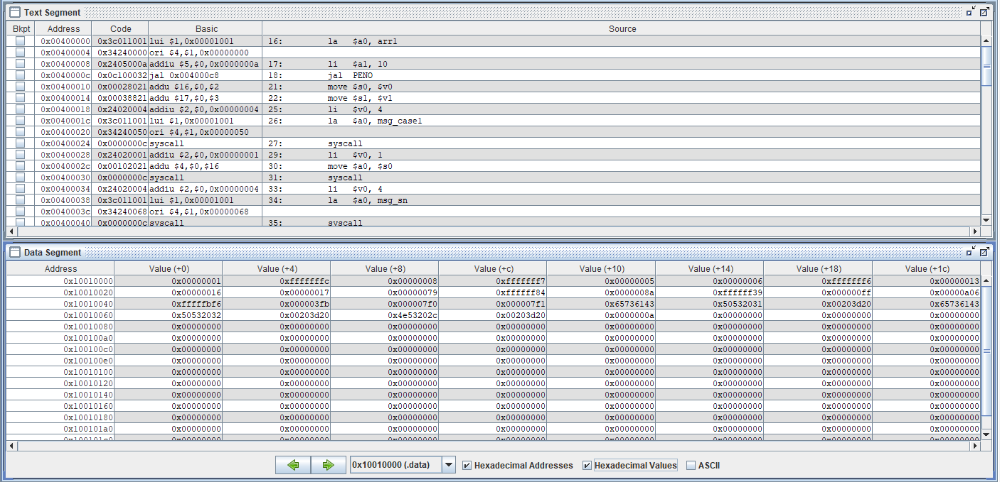 Text Segment
Bkpt Address Code Basic Source
0x00400000 0x3c011001 lui $1,0x00001001 16: la $a0, arr1
0x00400004 0x34240000 ori $4,$1,0x00000000
0x00400008 0x2405000a addiu $5,$0,0x0000000a 17: li $a1, 10
0x0040000c 0x0c100032 jal 0x004000c8 18: jal PENO
0x00400010 0x00028021 addu $16,$0,$2 21: move $s0, $v0
0x00400014 0x00038821 addu $17,$0,$3 22: move $s1, $v1
0x00400018 0x24020004 addiu $2,$0,0x00000004 25: li $v0, 4
0x0040001c 0x3c011001 lui $1,0x00001001 26: la $a0, msg_case1
0x00400020 0x34240050 ori $4,$1,0x00000050
0x00400024 0x0000000c syscall 27: syscall
0x00400028 0x24020001 addiu $2,$0,0x00000001 29: li $v0, 1
0x0040002c 0x00102021 addu $4,$0,$16 30: move $a0, $s0
0x00400030 0x0000000c syscall 31: syscall
0x00400034 0x24020004 addiu $2,$0,0x00000004 33: li $v0, 4
0x00400038 0x3c011001 lui $1,0x00001001 34: la $a0, msg_sn
0x0040003c 0x34240068 ori $4,$1,0x00000068
0x00400040 0x0000000c syscall 35: syscall
Data Segment
Address Value (+0) Value (+4) Value (+8) Value (+c) Value (+10) Value (+14) Value (+18) Value (+1c)
0x10010000 0x00000001 0xfffffffc 0x00000008 0xfffffff7 0x00000005 0x00000006 0xfffffff6 0x00000013
0x10010020 0x00000016 0x00000017 0x00000079 0xffffff84 0x0000008a 0xffffff39 0x000000ff 0x00000a06
0x10010040 0xfffffbf6 0x000003fb 0x000007f0 0x000007f1 0x65736143 0x50532031 0x00203d20 0x65736143
0x10010060 0x50532032 0x00203d20 0x4e53202c 0x00203d20 0x0000000a 0x00000000 0x00000000 0x00000000
0x10010080 0x00000000 0x00000000 0x00000000 0x00000000 0x00000000 0x00000000 0x00000000 0x00000000
0x100100a0 0x00000000 0x00000000 0x00000000 0x00000000 0x00000000 0x00000000 0x00000000 0x00000000
0x100100c0 0x00000000 0x00000000 0x00000000 0x00000000 0x00000000 0x00000000 0x00000000 0x00000000
0x100100e0 0x00000000 0x00000000 0x00000000 0x00000000 0x00000000 0x00000000 0x00000000 0x00000000
0x10010100 0x00000000 0x00000000 0x00000000 0x00000000 0x00000000 0x00000000 0x00000000 0x00000000
0x10010120 0x00000000 0x00000000 0x00000000 0x00000000 0x00000000 0x00000000 0x00000000 0x00000000
0x10010140 0x00000000 0x00000000 0x00000000 0x00000000 0x00000000 0x00000000 0x00000000 0x00000000
0x10010160 0x00000000 0x00000000 0x00000000 0x00000000 0x00000000 0x00000000 0x00000000 0x00000000
0x10010180 0x00000000 0x00000000 0x00000000 0x00000000 0x00000000 0x00000000 0x00000000 0x00000000
0x100101a0 0x00000000 0x00000000 0x00000000 0x00000000 0x00000000 0x00000000 0x00000000 0x00000000
0x10010000 (.data) Hexadecimal Addresses Hexadecimal Values ASCII